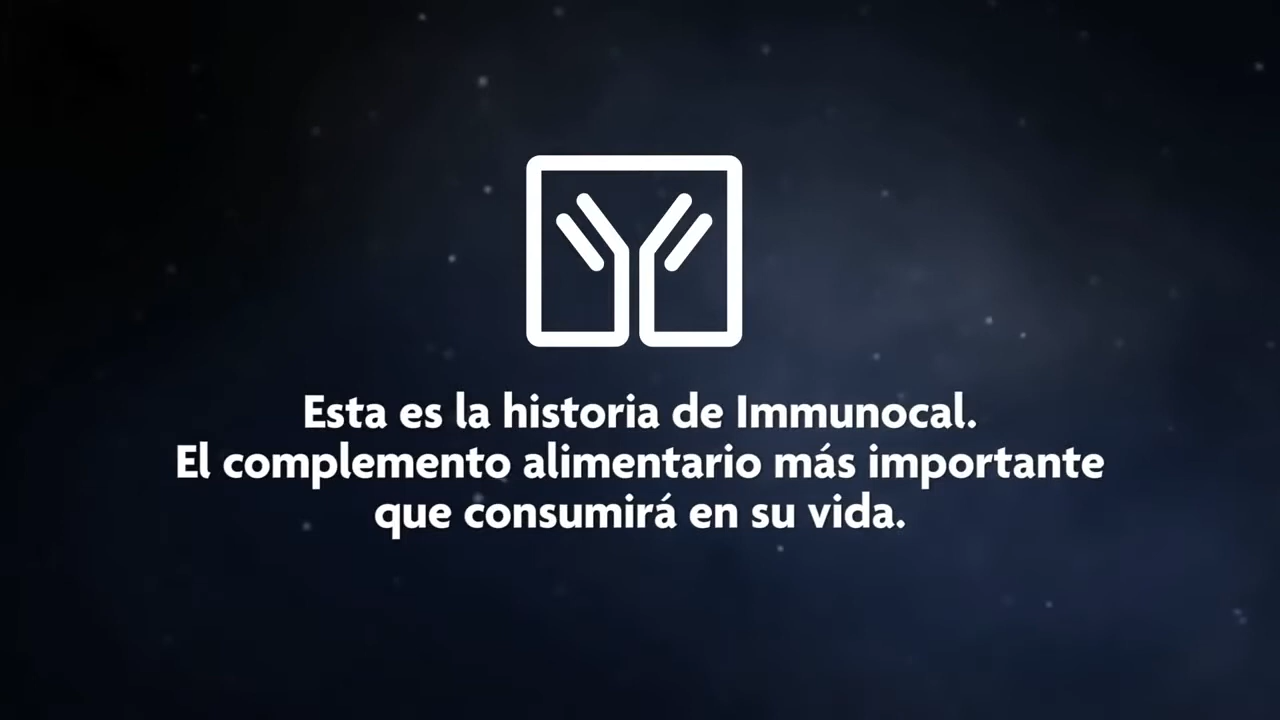 Esta es la historia de Immunocal.
El complemento alimentario más importante
que consumirá en su vida.